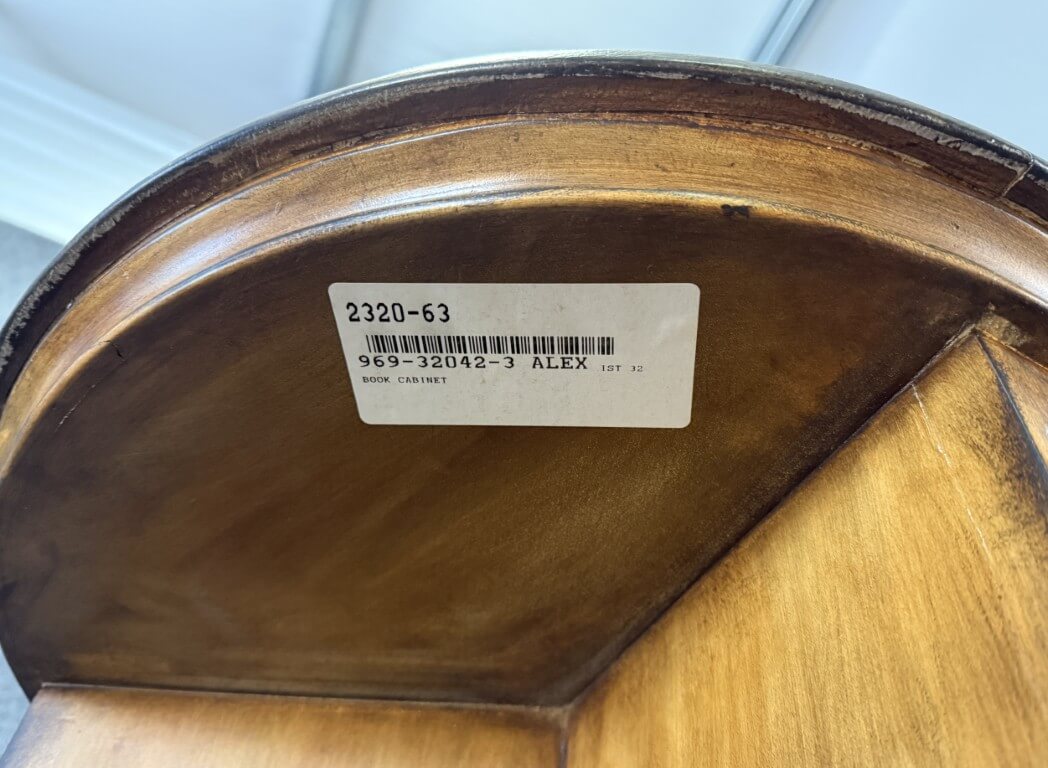 2320-63
969-32042-3 ALEX IST 32
BOOK CABINET